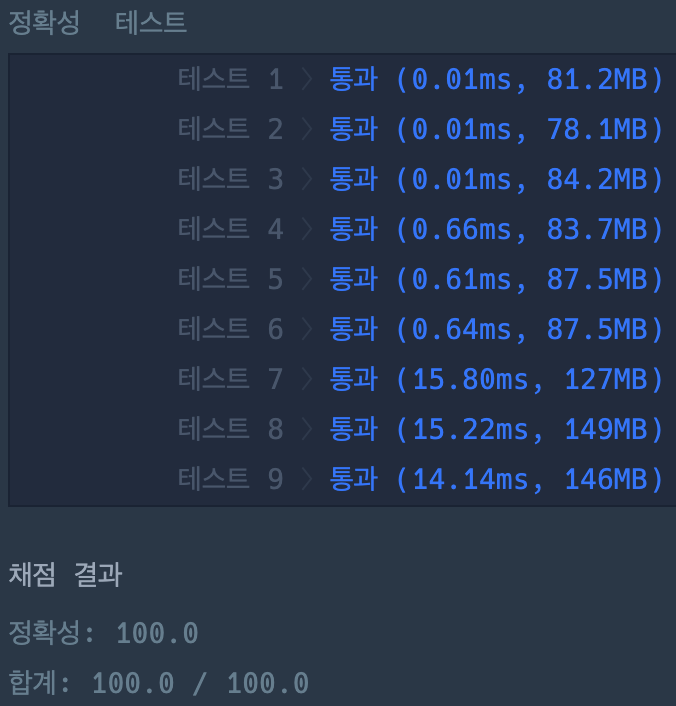 정확성 테스트
테스트 1 > 통과 (0.01ms, 81.2MB)
테스트 2 > 통과 (0.01ms, 78.1MB)
테스트 3 > 통과 (0.01ms, 84.2MB)
테스트 4 > 통과 (0.66ms, 83.7MB)
테스트 5 > 통과 (0.61ms, 87.5MB)
테스트 6 > 통과 (0.64ms, 87.5MB)
테스트 7 > 통과 (15.80ms, 127MB)
테스트 8 > 통과 (15.22ms, 149MB)
테스트 9 > 통과 (14.14ms, 146MB)
채점 결과
정확성: 100.0
합계: 100.0 / 100.0